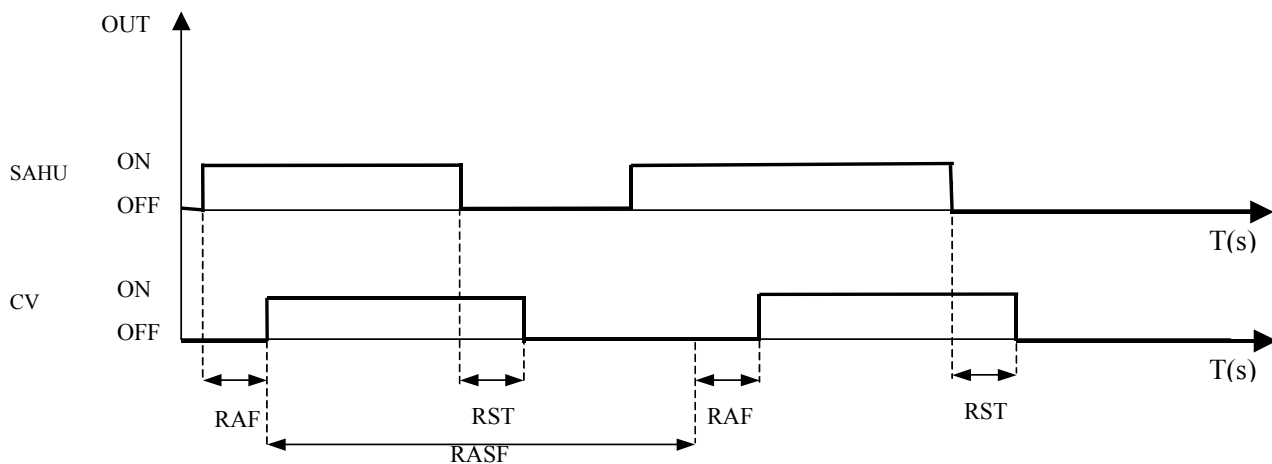 OUT
SAHU
ON
OFF
T(s)
CV
ON
OFF
T(s)
RAF
RST
RAF
RST
RASF